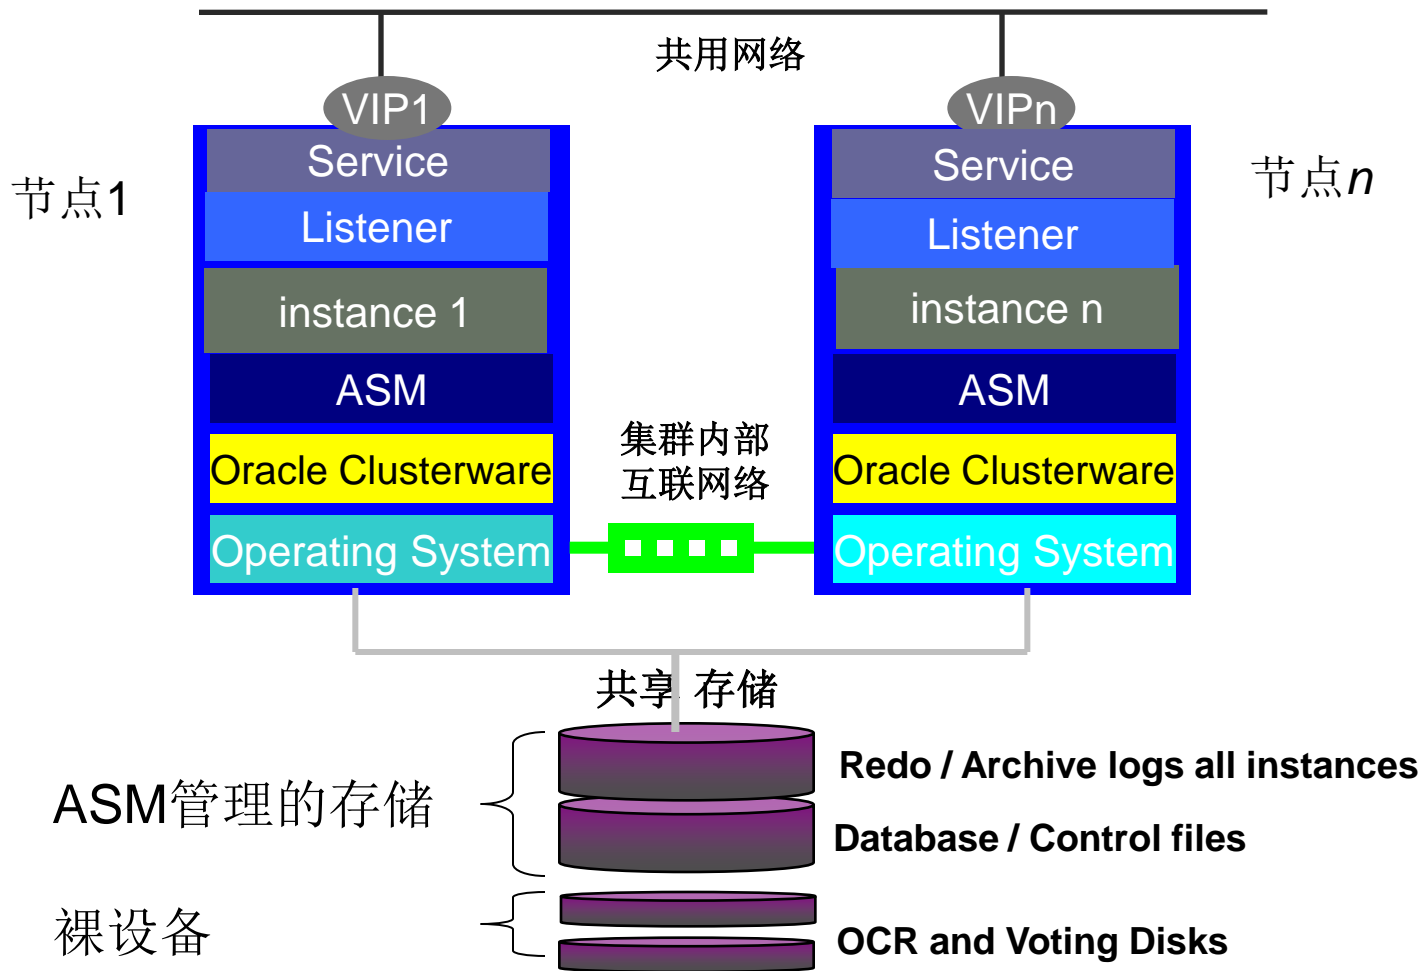 共用网络
VIP1
VIPn
节点1
Service
Listener
instance 1
ASM
Oracle Clusterware
Operating System
集群内部
互联网络
节点n
Service
Listener
instance n
ASM
Oracle Clusterware
Operating System
共享 存储
ASM管理的存储
Redo / Archive logs all instances
Database / Control files
裸设备
OCR and Voting Disks